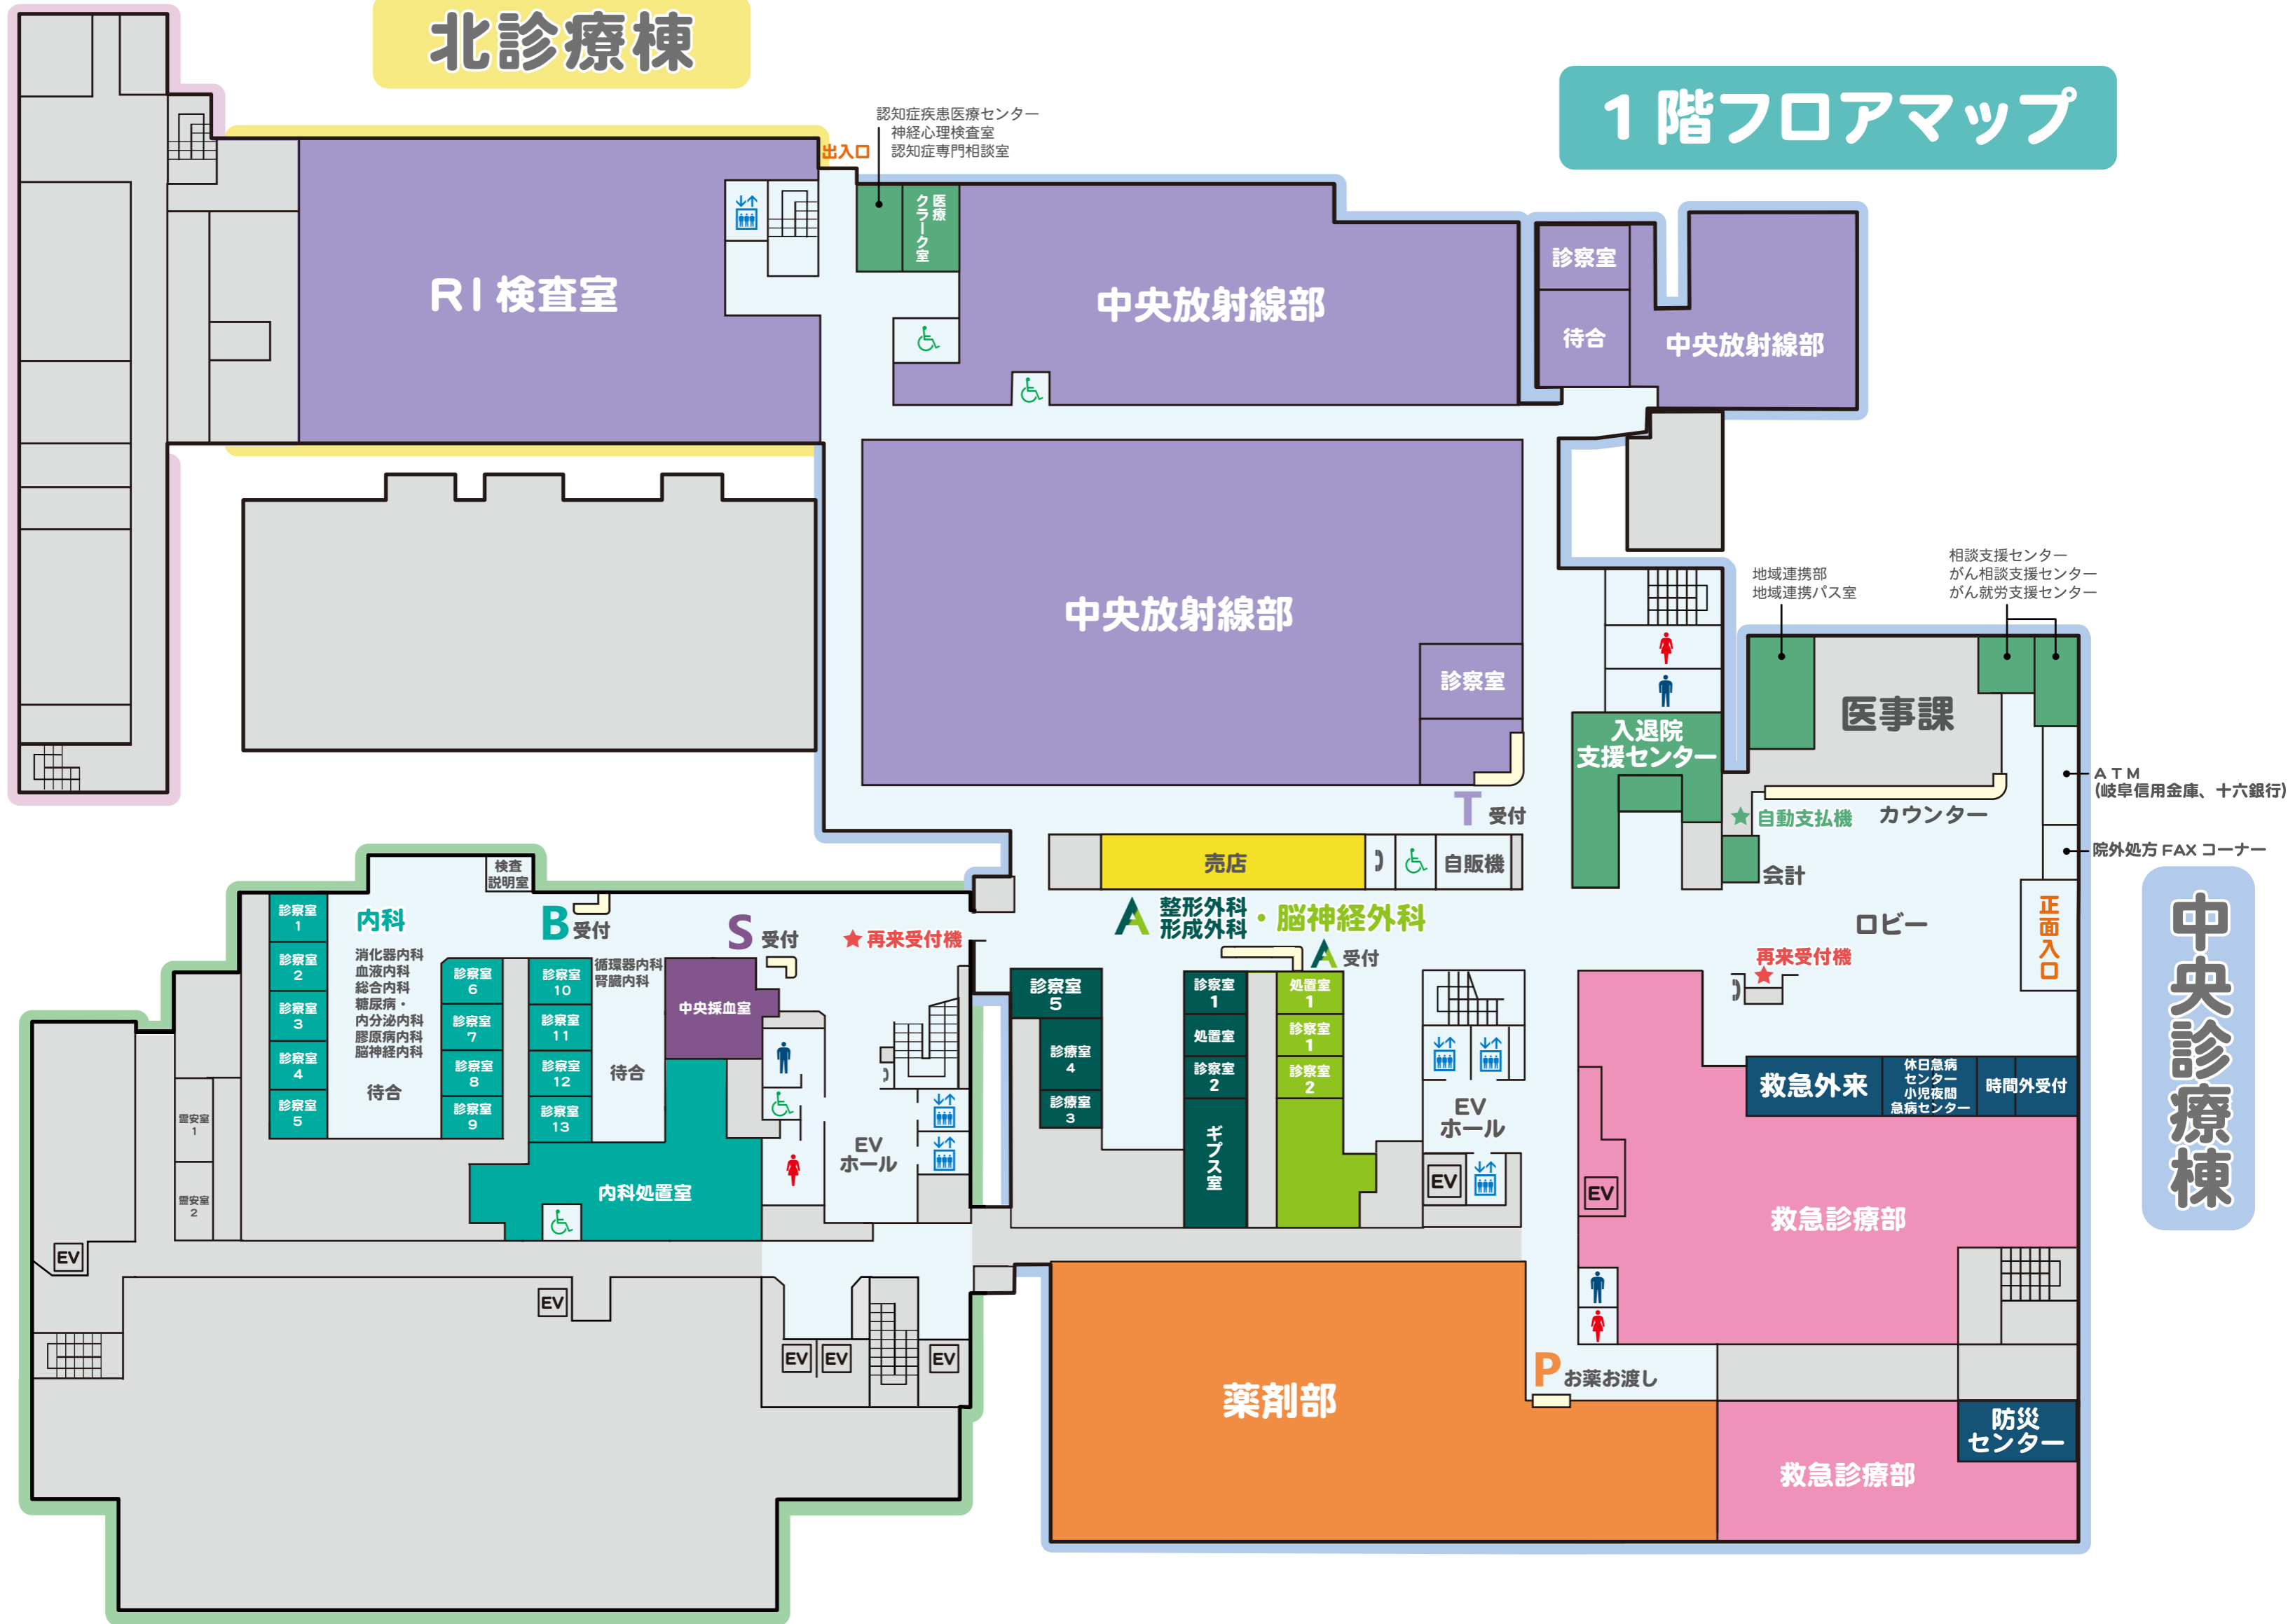 北診療棟
1階フロアマップ
認知症疾患医療センター
神経心理検査室
認知症専門相談室
出入口
医療
クラーク室
RI検査室
中央放射線部
診察室
待合
中央放射線部
中央放射線部
診察室
T 受付
地域連携部
地域連携パス室
相談支援センター
がん相談支援センター
がん就労支援センター
入退院
支援センター
医事課
ATM
(岐阜信用金庫、十六銀行)
自動支払機
カウンター
院外処方FAXコーナー
会計
売店
自販機
ロビー
正面入口
再来受付機
中央診療棟
検査
説明室
内科
消化器内科
血液内科
総合内科
糖尿病・
内分泌内科
膠原病内科
脳神経内科
待合
診察室
1
診察室
2
診察室
3
診察室
4
診察室
5
診察室
6
診察室
7
診察室
8
診察室
9
B 受付
循環器内科
腎臓内科
診察室
10
診察室
11
診察室
12
診察室
13
待合
S 受付
中央採血室
再来受付機
内科処置室
EV
ホール
霊安室
1
霊安室
2
EV
EV
EV
EV
EV
A 整形外科
形成外科
・脳神経外科
A 受付
診察室
5
診療室
4
診療室
3
診察室
1
処置室
診察室
2
ギプス室
処置室
1
診察室
1
診察室
2
EV
ホール
EV
救急外来
休日急病
センター
小児夜間
急病センター
時間外受付
EV
救急診療部
P お薬お渡し
薬剤部
防災
センター
救急診療部